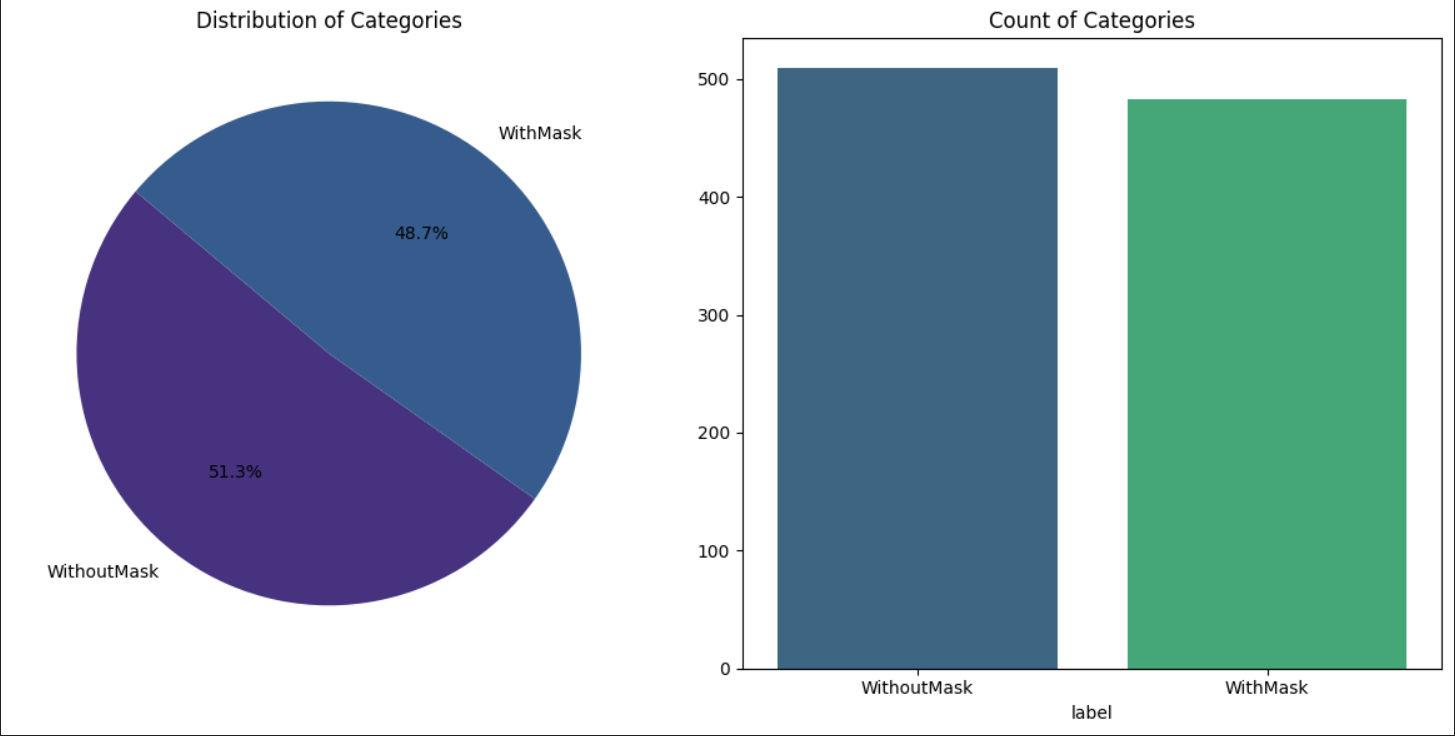 Distribution of Categories
WithMask
48.7%
51.3%
WithoutMask
Count of Categories
500
400
300
200
100
0
WithoutMask WithMask
label